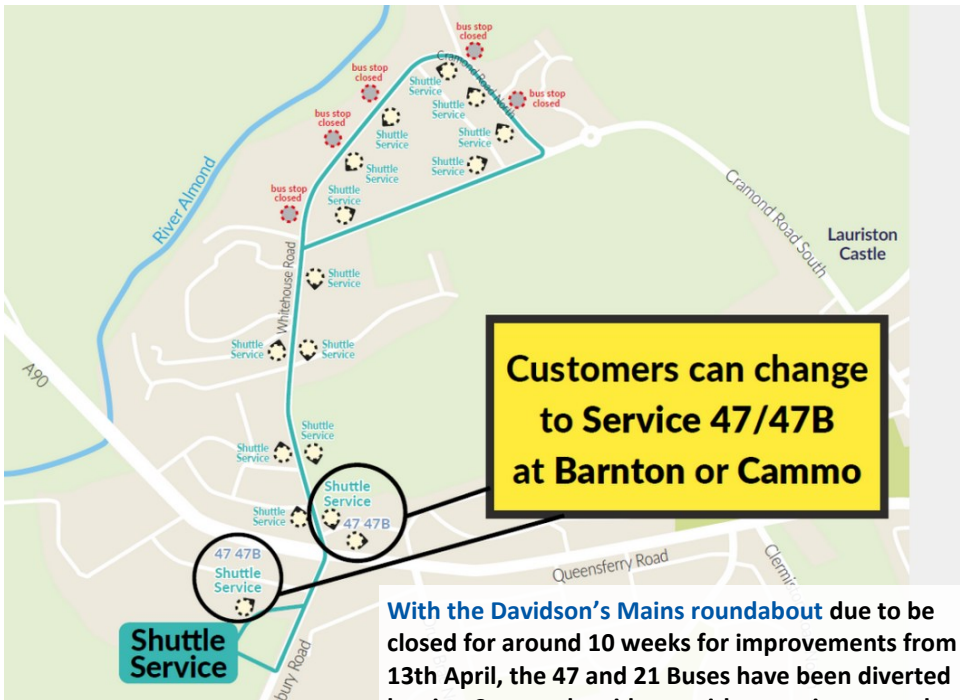 bus stop
closed
Cramond Road North
bus stop
closed
Shuttle
Service
bus stop
closed
Shuttle
Service
bus stop
closed
Shuttle
Service
Shuttle
Service
Shuttle
Service
Shuttle
Service
bus stop
closed
Shuttle
Service
River Almond
Cramond Road South
Lauriston
Castle
Whitehouse Road
Shuttle
Service
Shuttle
Service
Shuttle
Service
A90
Customers can change
to Service 47/47B
at Barnton or Cammo
Shuttle
Service
Shuttle
Service
Shuttle
Service
Shuttle
Service
47 47B
47 47B
Shuttle
Service
Queensferry Road
Shuttle
Service
bury Road
With the Davidson's Mains roundabout due to be
closed for around 10 weeks for improvements from
13th April, the 47 and 21 Buses have been diverted